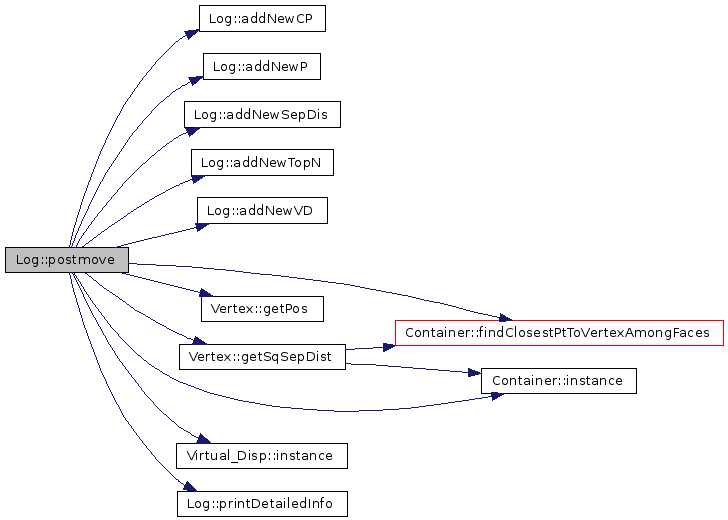 Log::addNewCP
Log::addNewP
Log::addNewSepDis
Log::addNewTopN
Log::addNewVD
Log::postmove
Vertex::getPos
Container::findClosestPtToVertexAmongFaces
Vertex::getSqSepDist
Container::instance
Virtual_Disp::instance
Log::printDetailedInfo